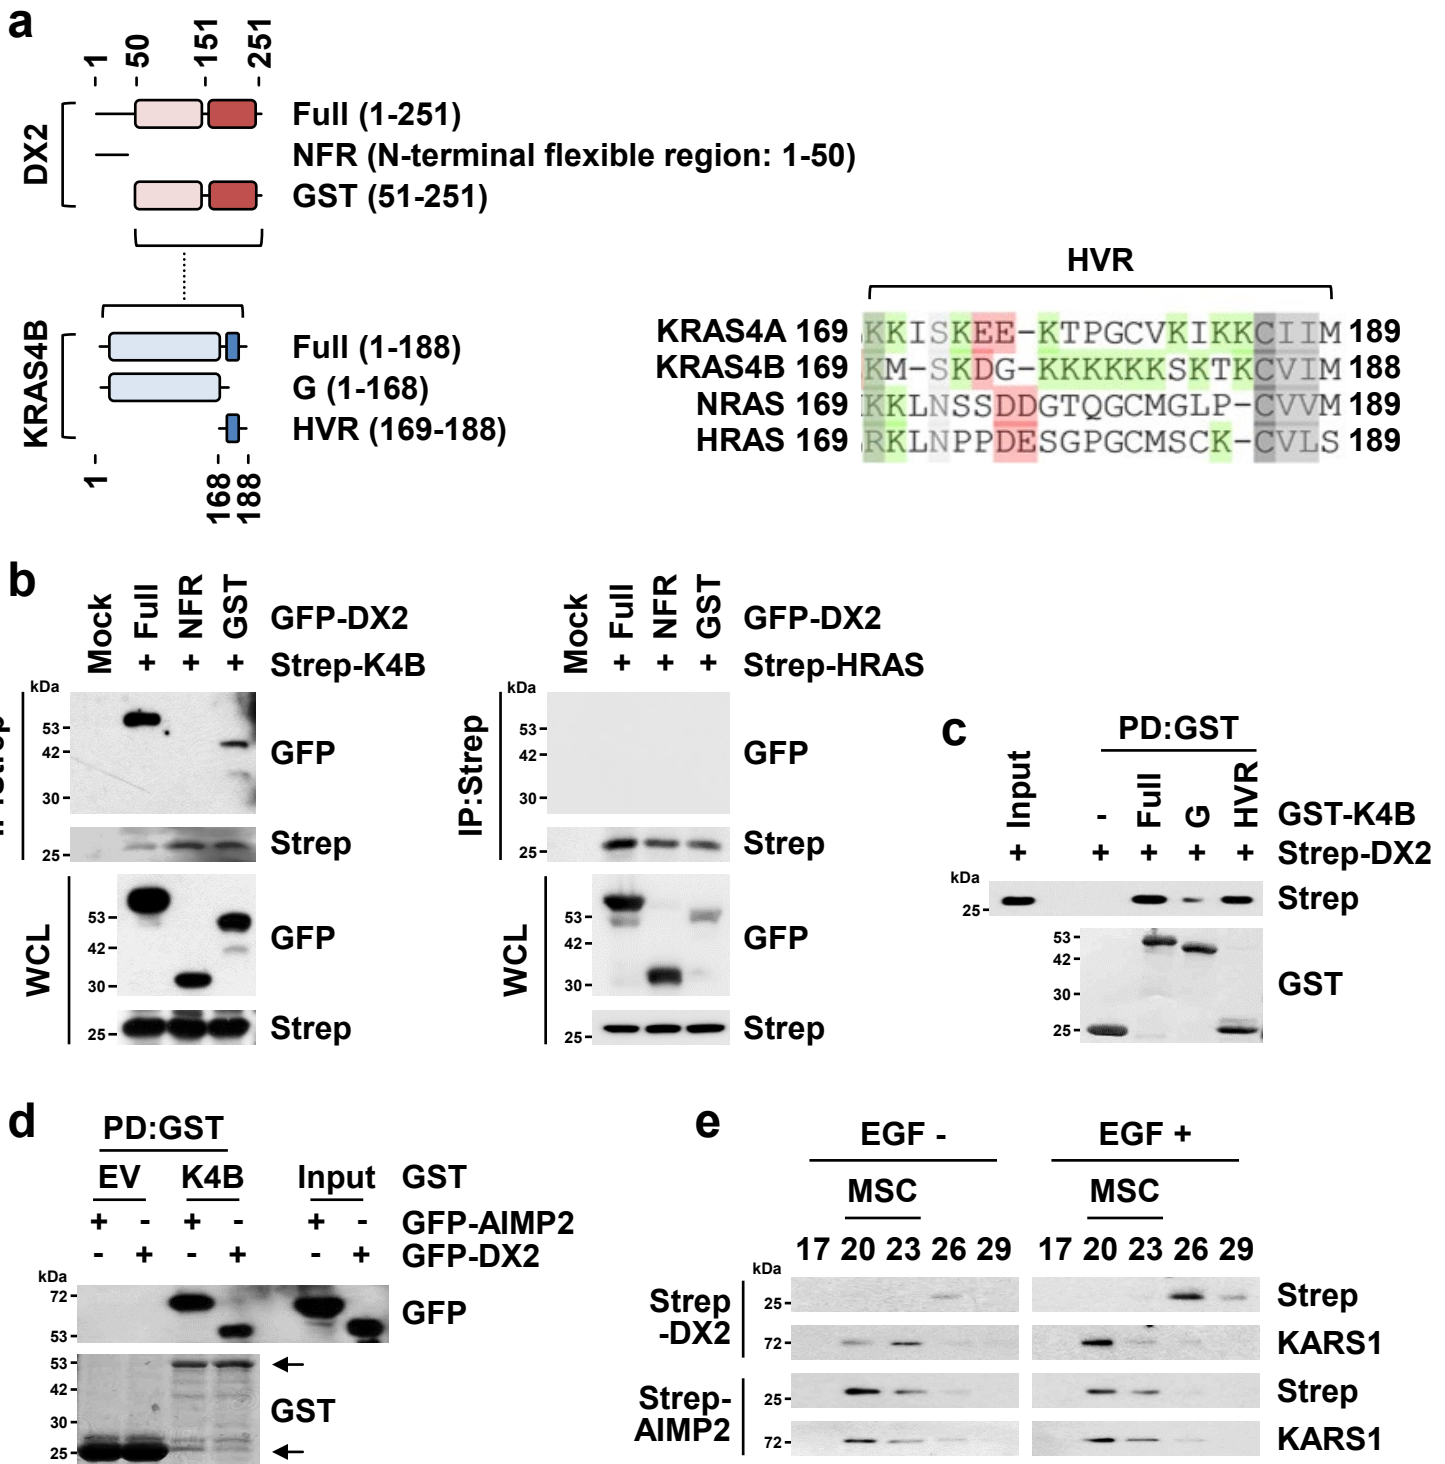 a
1 50 151 251
DX2
Full (1-251)
NFR (N-terminal flexible region: 1-50)
GST (51-251)
KRAS4B
Full (1-188)
G (1-168)
HVR (169-188)
1 168 188
HVR
KRAS4A 169 KKISKEE-KTPGCVKIKKCIIM 189
KRAS4B 169 KM-SKDG-KKKKKKSKTKCVIM 188
NRAS 169 KKLNSSDDGTQGCMGLP-CVVM 189
HRAS 169 RKLNPPDESGPGCMSCK-CVLS 189
b
Mock Full NFR GST GFP-DX2
+ + + Strep-K4B
kDa
53
42
30
GFP
25
Strep
WCL
53
42
30
GFP
25
Strep
Mock Full NFR GST GFP-DX2
+ + + Strep-HRAS
kDa
IP:Strep
53
42
30
GFP
25
Strep
WCL
53
42
30
GFP
25
Strep
c
PD:GST
Input - Full G HVR GST-K4B
+ + + + + Strep-DX2
kDa
25
Strep
53
42
30
25
GST
d
PD:GST
EV K4B Input GST
+ - + - + - GFP-AIMP2
- + - + - + GFP-DX2
kDa
72
53
GFP
53
42
30
25
GST
e
EGF - EGF +
MSC MSC
17 20 23 26 29 17 20 23 26 29
kDa
Strep
-DX2
25
Strep
72
KARS1
Strep-
AIMP2
25
Strep
72
KARS1